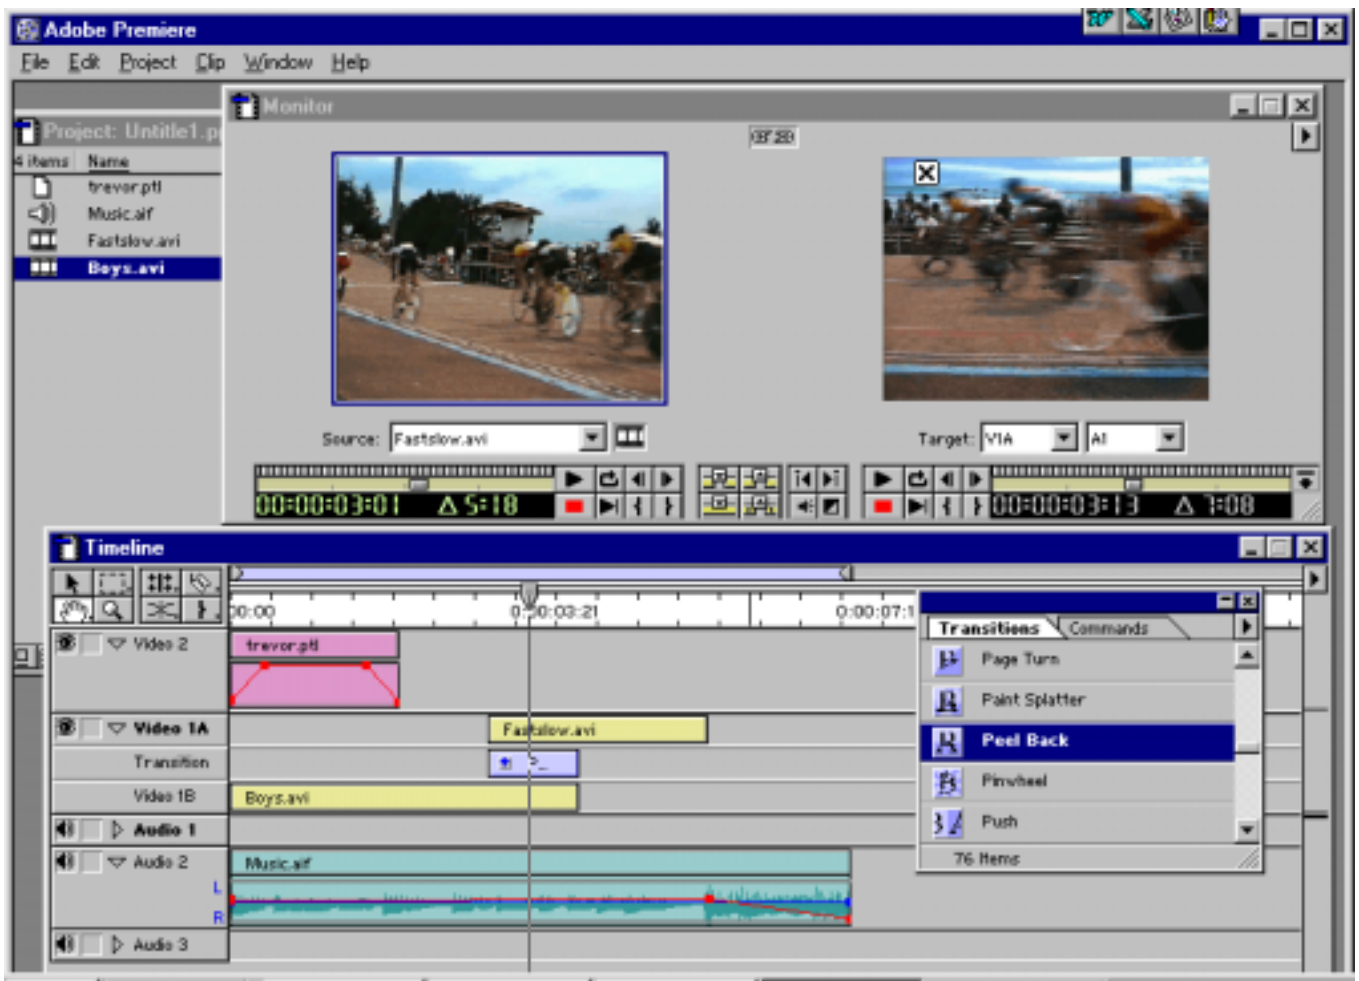 Adobe Premiere
File Edit Project Clip Window Help
Monitor
Project: Untitle1.p
4 items Name
trevor.ptl
Music.aif
Fastslow.avi
Boys.avi
Source: Fastslow.avi
Target: V1A A1
00:00:03:01 Δ 5:18
00:00:03:13 Δ 7:08
Timeline
00:00 0:00:03:21 0:00:07:1
Video 2 trevor.ptl
Video 1A Fastslow.avi
Transition
Video 1B Boys.avi
Audio 1
Audio 2 Music.aif
L
R
Audio 3
Transitions Commands
Page Turn
Paint Splatter
Peel Back
Pinwheel
Push
76 Items